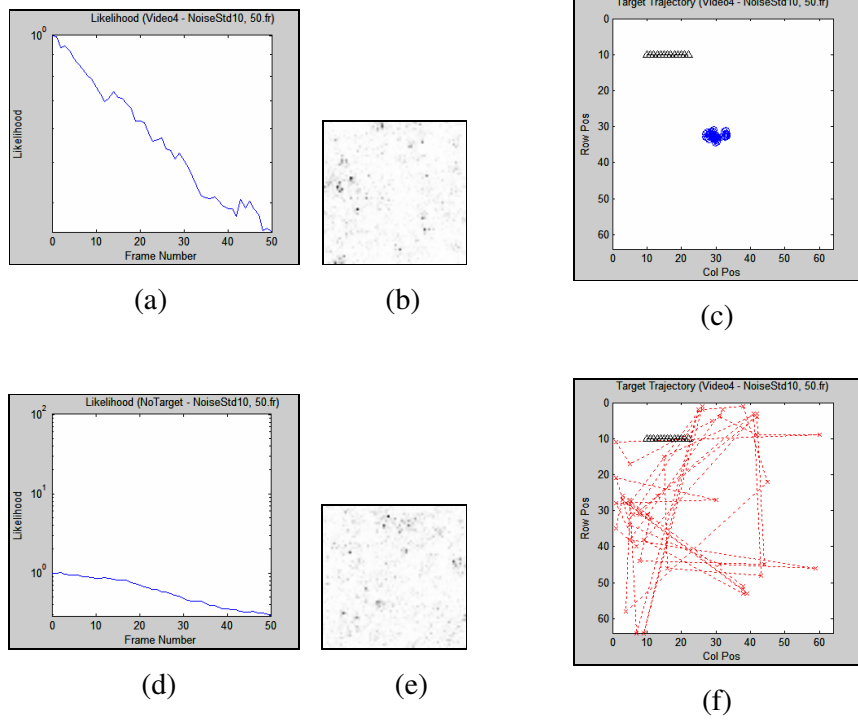 Likelihood (Video4 - NoiseStd10, 50.fr)
10^0
Likelihood
0 10 20 30 40 50
Frame Number
(a)
(b)
Target Trajectory (Video4 - NoiseStd10, 50.fr)
0
10
20
30
40
50
60
Row Pos
0 10 20 30 40 50 60
Col Pos
(c)
Likelihood (NoTarget - NoiseStd10, 50.fr)
10^2
10^1
10^0
Likelihood
0 10 20 30 40 50
Frame Number
(d)
(e)
Target Trajectory (Video4 - NoiseStd10, 50.fr)
0
10
20
30
40
50
60
Row Pos
0 10 20 30 40 50 60
Col Pos
(f)